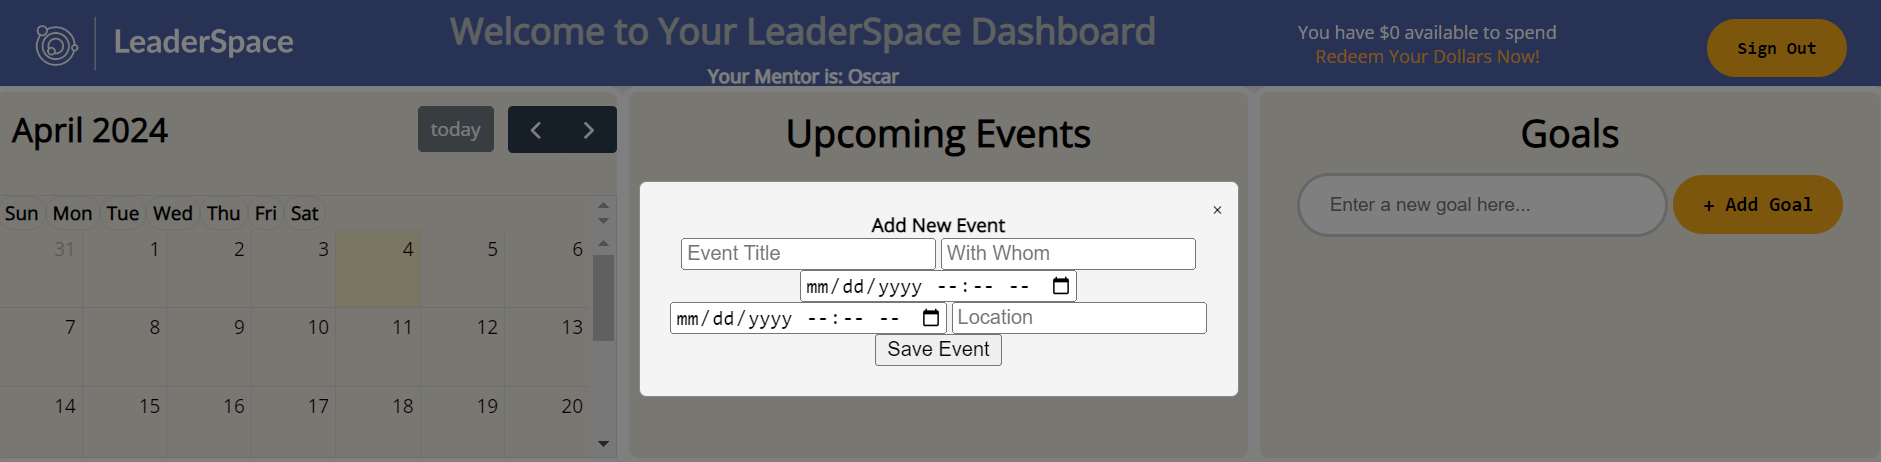 LeaderSpace
Welcome to Your LeaderSpace Dashboard
Your Mentor is: Oscar
You have $0 available to spend
Redeem Your Dollars Now!
Sign Out
April 2024
today
Sun Mon Tue Wed Thu Fri Sat
31 1 2 3 4 5 6
7 8 9 10 11 12 13
14 15 16 17 18 19 20
Upcoming Events
×
Add New Event
Event Title With Whom
mm/dd/yyyy --:-- --
mm/dd/yyyy --:-- -- Location
Save Event
Goals
Enter a new goal here...
+ Add Goal